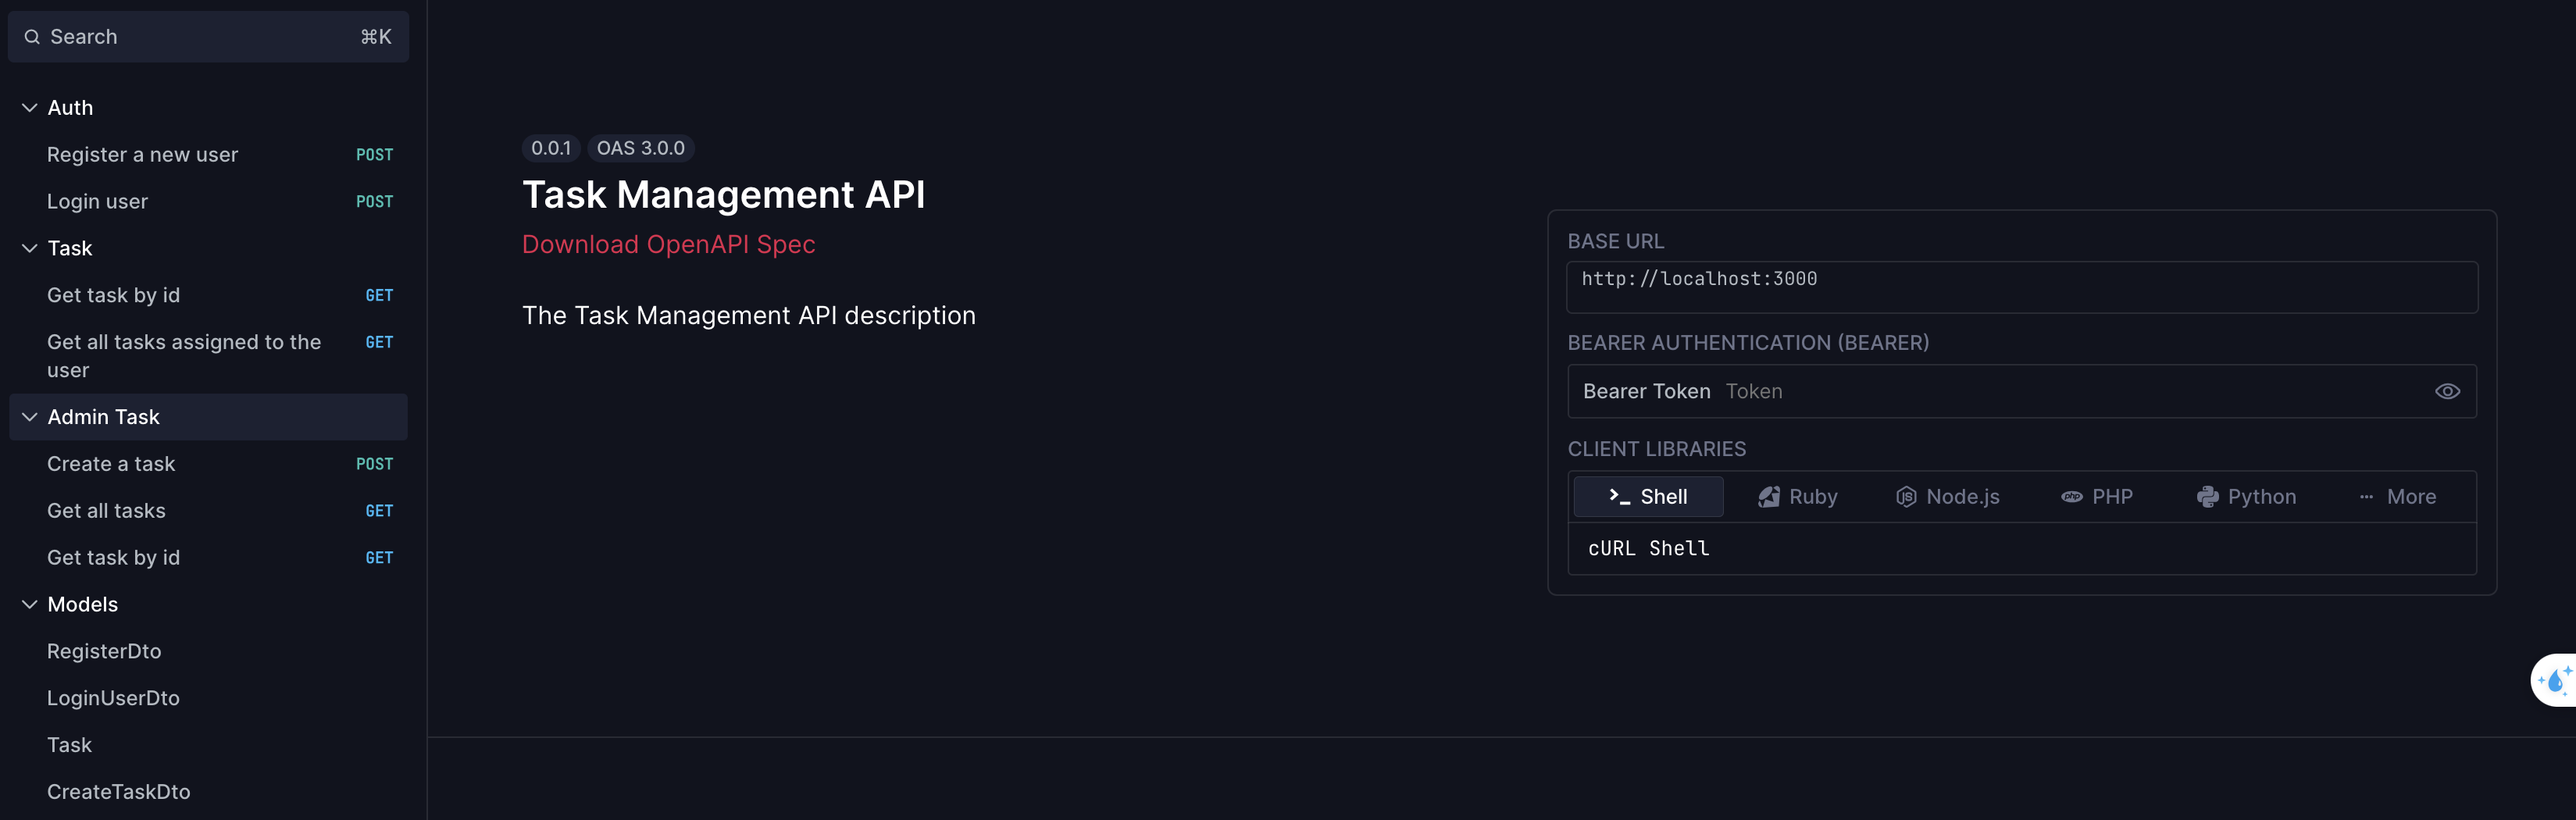 Search ⌘K
Auth
Register a new user POST
Login user POST
Task
Get task by id GET
Get all tasks assigned to the GET
user
Admin Task
Create a task POST
Get all tasks GET
Get task by id GET
Models
RegisterDto
LoginUserDto
Task
CreateTaskDto
0.0.1 OAS 3.0.0
Task Management API
Download OpenAPI Spec
The Task Management API description
BASE URL
http://localhost:3000
BEARER AUTHENTICATION (BEARER)
Bearer Token Token
CLIENT LIBRARIES
Shell Ruby Node.js PHP Python ··· More
cURL Shell